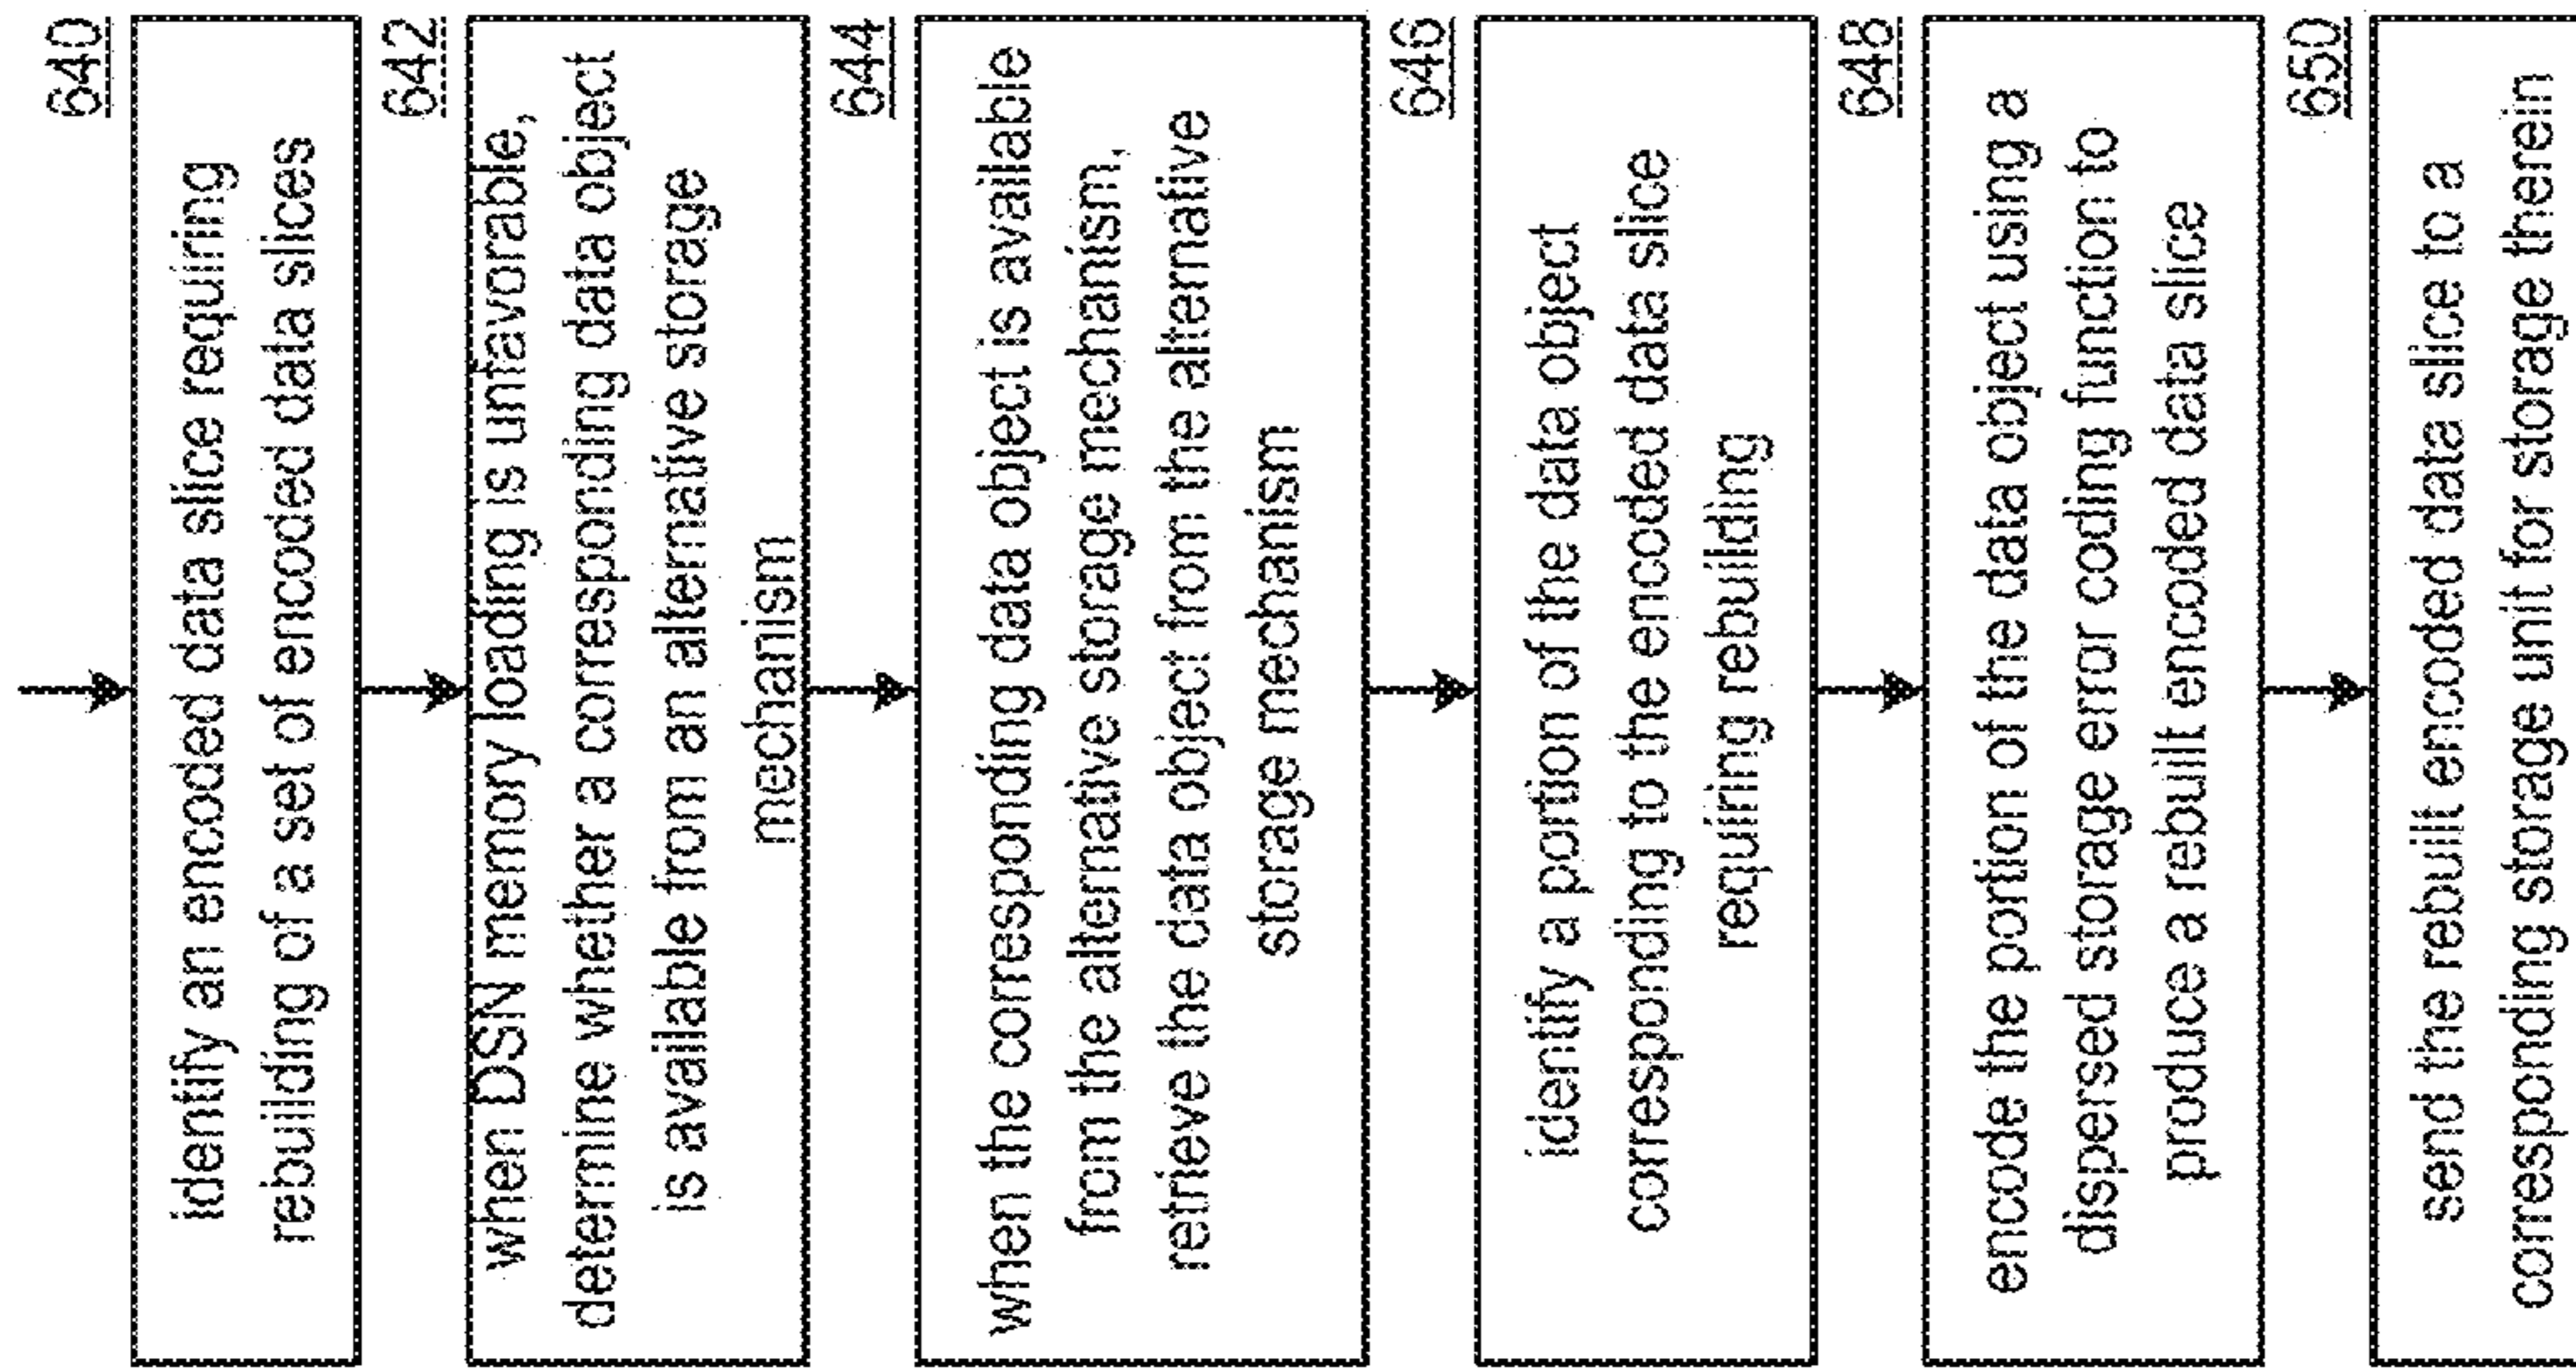 640
identify an encoded data slice requiring
rebuilding of a set of encoded data slices
642
when DSN memory loading is unfavorable,
determine whether a corresponding data object
is available from an alternative storage
mechanism
644
when the corresponding data object is available
from the alternative storage mechanism,
retrieve the data object from the alternative
storage mechanism
646
identify a portion of the data object
corresponding to the encoded data slice
requiring rebuilding
648
encode the portion of the data object using a
dispersed storage error coding function to
produce a rebuilt encoded data slice
650
send the rebuilt encoded data slice to a
corresponding storage unit for storage therein